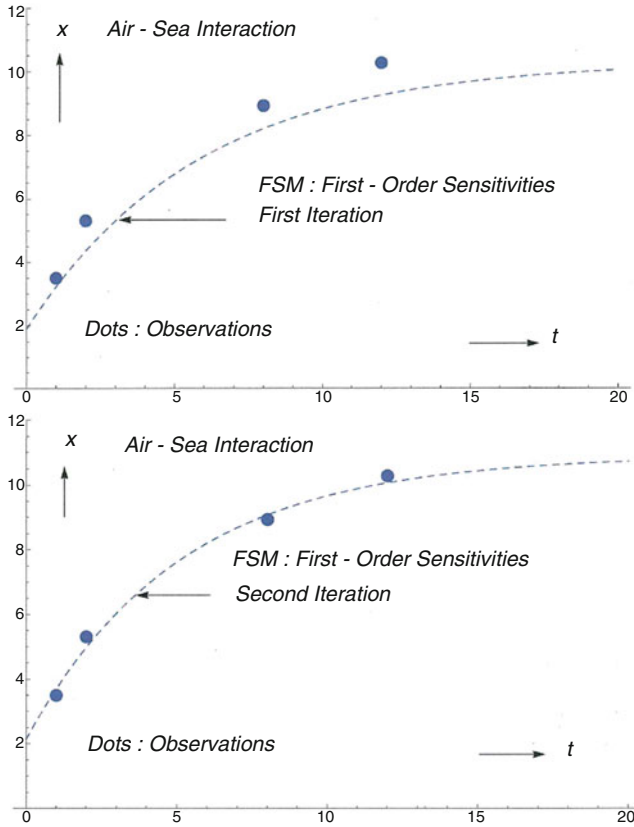 12
x Air - Sea Interaction
10
8
FSM : First - Order Sensitivities
6
First Iteration
4
Dots : Observations
2
t
0 5 10 15 20
12
x Air - Sea Interaction
10
8
FSM : First - Order Sensitivities
6
Second Iteration
4
Dots : Observations
2
t
0 5 10 15 20